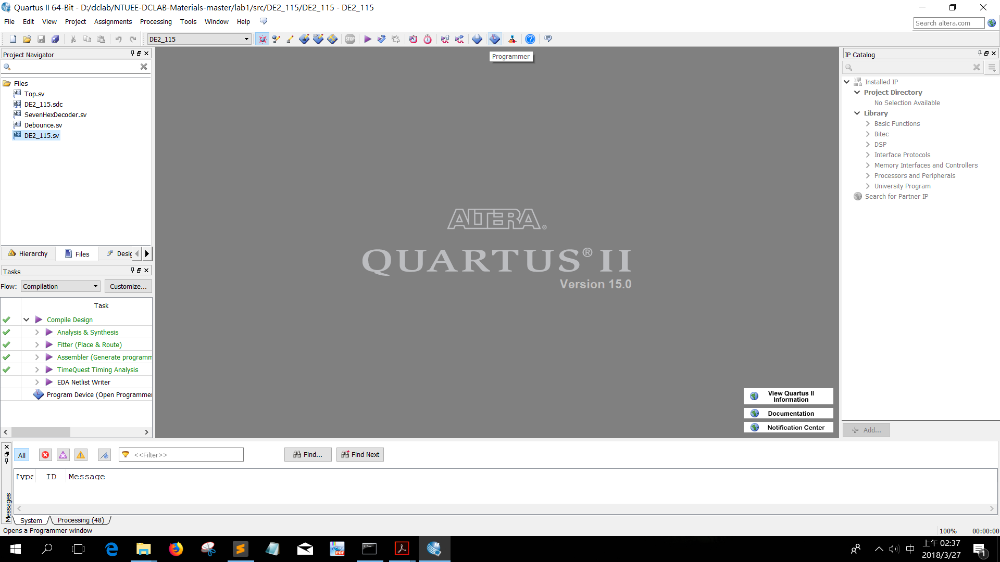 Quartus II 64-Bit - D:/dclab/NTUEE-DCLAB-Materials-master/lab1/src/DE2_115/DE2_115 - DE2_115
File Edit View Project Assignments Processing Tools Window Help
Search altera.com
DE2_115
STOP
Programmer
Project Navigator
Files
Top.sv
DE2_115.sdc
SevenHexDecoder.sv
Debounce.sv
DE2_115.sv
Hierarchy Files Desig
Tasks
Flow: Compilation Customize...
Task
Compile Design
Analysis & Synthesis
Fitter (Place & Route)
Assembler (Generate programm
TimeQuest Timing Analysis
EDA Netlist Writer
Program Device (Open Programmer
ALTERA®
QUARTUS® II
Version 15.0
View Quartus II
Information
Documentation
Notification Center
IP Catalog
Installed IP
Project Directory
No Selection Available
Library
Basic Functions
Bitec
DSP
Interface Protocols
Memory Interfaces and Controllers
Processors and Peripherals
University Program
Search for Partner IP
Add...
All <<Filter>> Find... Find Next
Type ID Message
Messages
System Processing (48)
Opens a Programmer window
100% 00:00:00
PDF
中
上午 02:37
2018/3/27
1